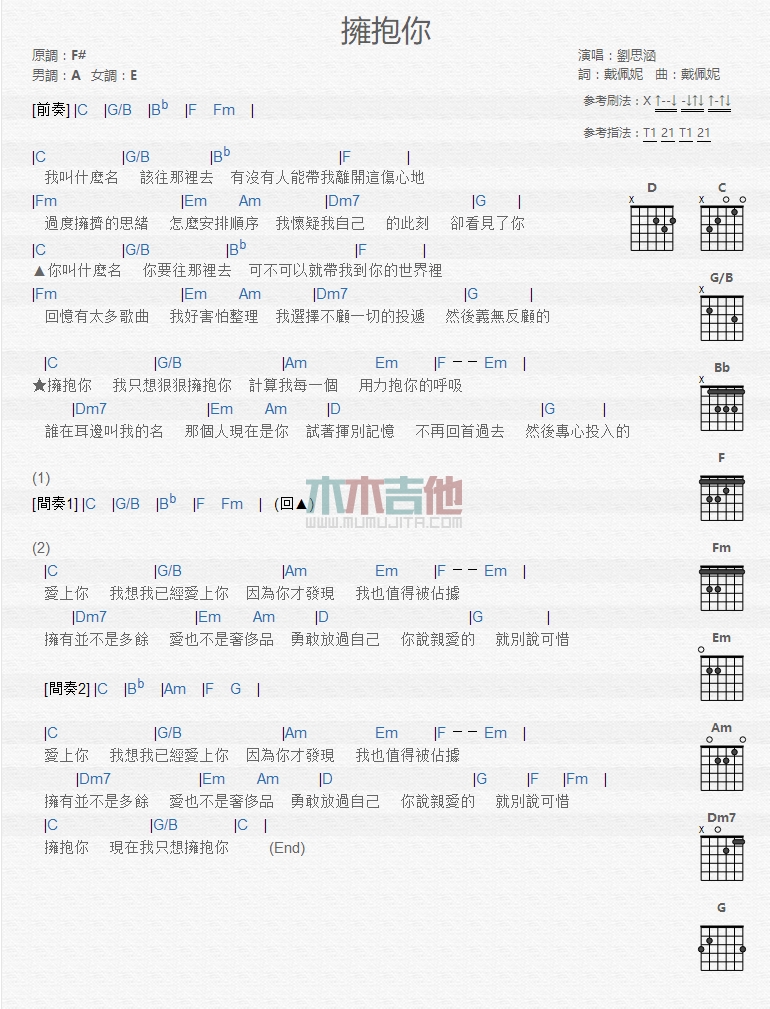 擁抱你
原調：F#
男調：A 女調：E
演唱：劉思涵
詞：戴佩妮 曲：戴佩妮
參考刷法：X ↑--↓ -↓↑↓ ↑-↑↓
參考指法：T1 21 T1 21
[前奏] |C |G/B |Bb |F Fm |
|C |G/B |Bb |F |
我叫什麼名 該往那裡去 有沒有人能帶我離開這傷心地
|Fm |Em Am |Dm7 |G |
過度擁擠的思緒 怎麼安排順序 我懷疑我自己 的此刻 卻看見了你
|C |G/B |Bb |F |
▲你叫什麼名 你要往那裡去 可不可以就帶我到你的世界裡
|Fm |Em Am |Dm7 |G |
回憶有太多歌曲 我好害怕整理 我選擇不顧一切的投遞 然後義無反顧的
|C |G/B |Am Em |F -- Em |
★擁抱你 我只想狠狠擁抱你 計算我每一個 用力抱你的呼吸
|Dm7 |Em Am |D |G |
誰在耳邊叫我的名 那個人現在是你 試著揮別記憶 不再回首過去 然後專心投入的
(1)
[間奏1] |C |G/B |Bb |F Fm | (回▲)
木木吉他
WWW.MUMUJITA.COM
(2)
|C |G/B |Am Em |F -- Em |
愛上你 我想我已經愛上你 因為你才發現 我也值得被佔據
|Dm7 |Em Am |D |G |
擁有並不是多餘 愛也不是奢侈品 勇敢放過自己 你說親愛的 就別說可惜
[間奏2] |C |Bb |Am |F G |
|C |G/B |Am Em |F -- Em |
愛上你 我想我已經愛上你 因為你才發現 我也值得被佔據
|Dm7 |Em Am |D |G |F |Fm |
擁有並不是多餘 愛也不是奢侈品 勇敢放過自己 你說親愛的 就別說可惜
|C |G/B |C |
擁抱你 現在我只想擁抱你 (End)
D C
x x
G/B
x
Bb
x
F
Fm
Em
Am
Dm7
x
G